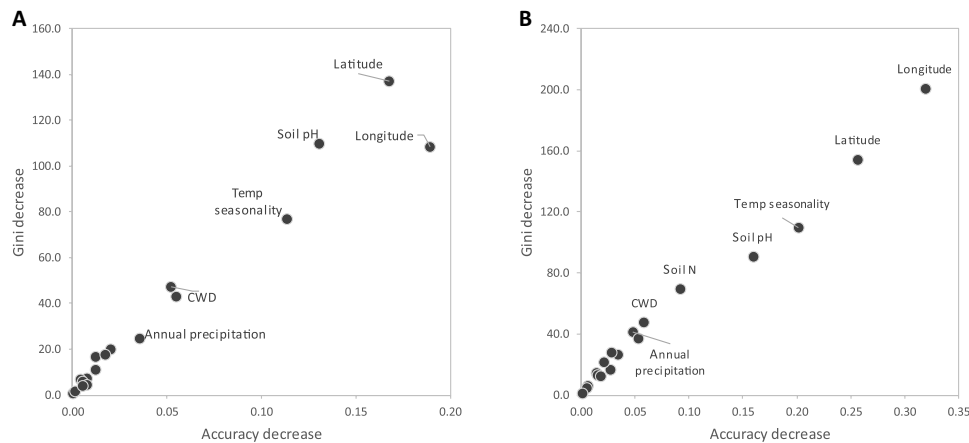 A
160.0
140.0
120.0
100.0
80.0
60.0
40.0
20.0
0.0
Gini decrease
Latitude
Soil pH
Longitude
Temp
seasonality
CWD
Annual precipitation
0.00
0.05
0.10
0.15
0.20
Accuracy decrease
B
240.0
200.0
160.0
120.0
80.0
40.0
0.0
Gini decrease
Longitude
Latitude
Temp seasonality
Soil pH
Soil N
CWD
Annual
precipitation
0.00
0.05
0.10
0.15
0.20
0.25
0.30
0.35
Accuracy decrease